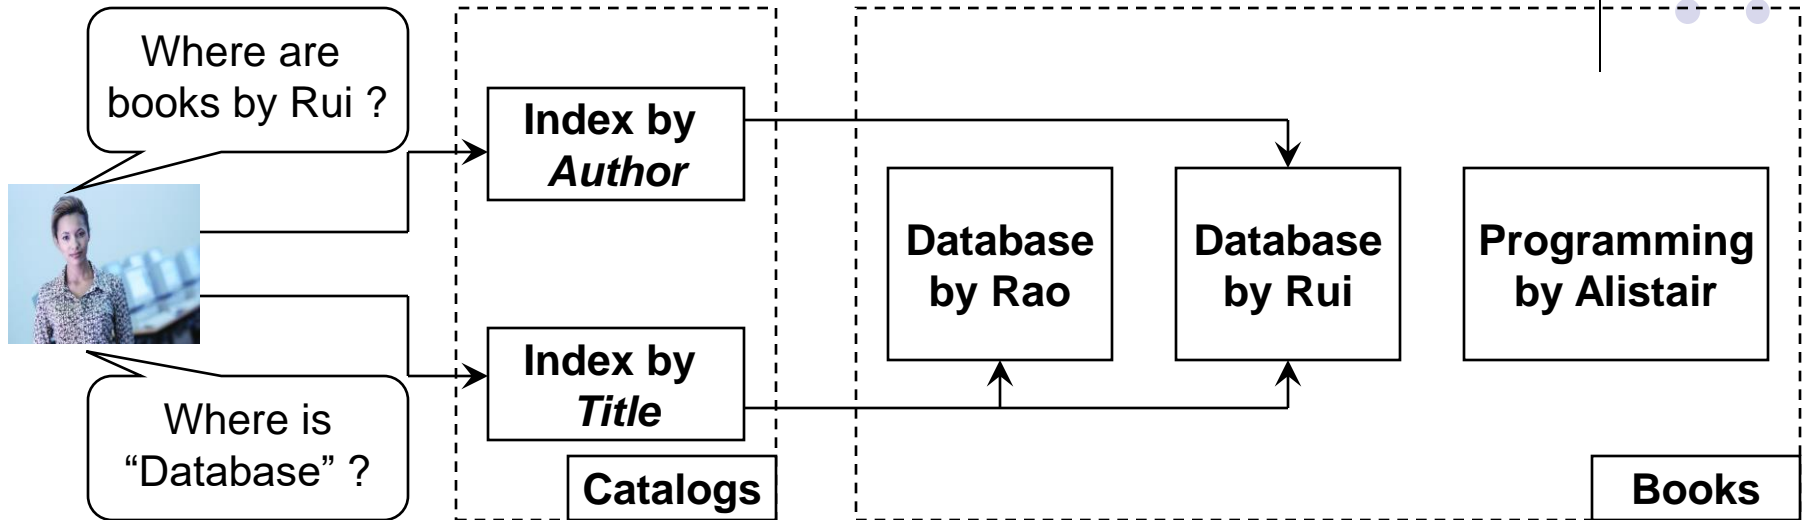 Where are
books by Rui ?
Index by
Author
Database
by Rao
Database
by Rui
Programming
by Alistair
Index by
Title
Where is
“Database” ?
Catalogs
Books